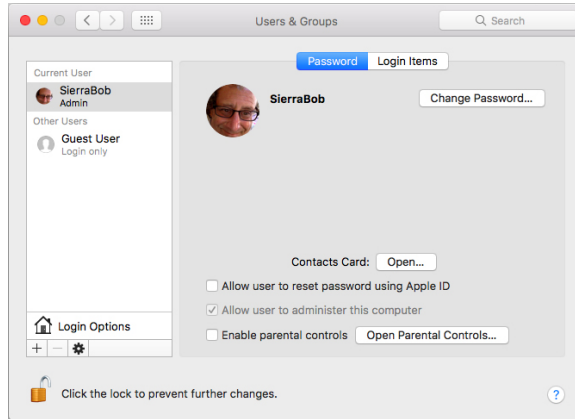 Users & Groups
Search
Password
Login Items
Current User
SierraBob
Admin
Other Users
Guest User
Login only
Login Options
+ −
SierraBob
Change Password...
Contacts Card: Open...
Allow user to reset password using Apple ID
Allow user to administer this computer
Enable parental controls Open Parental Controls...
Click the lock to prevent further changes.
?